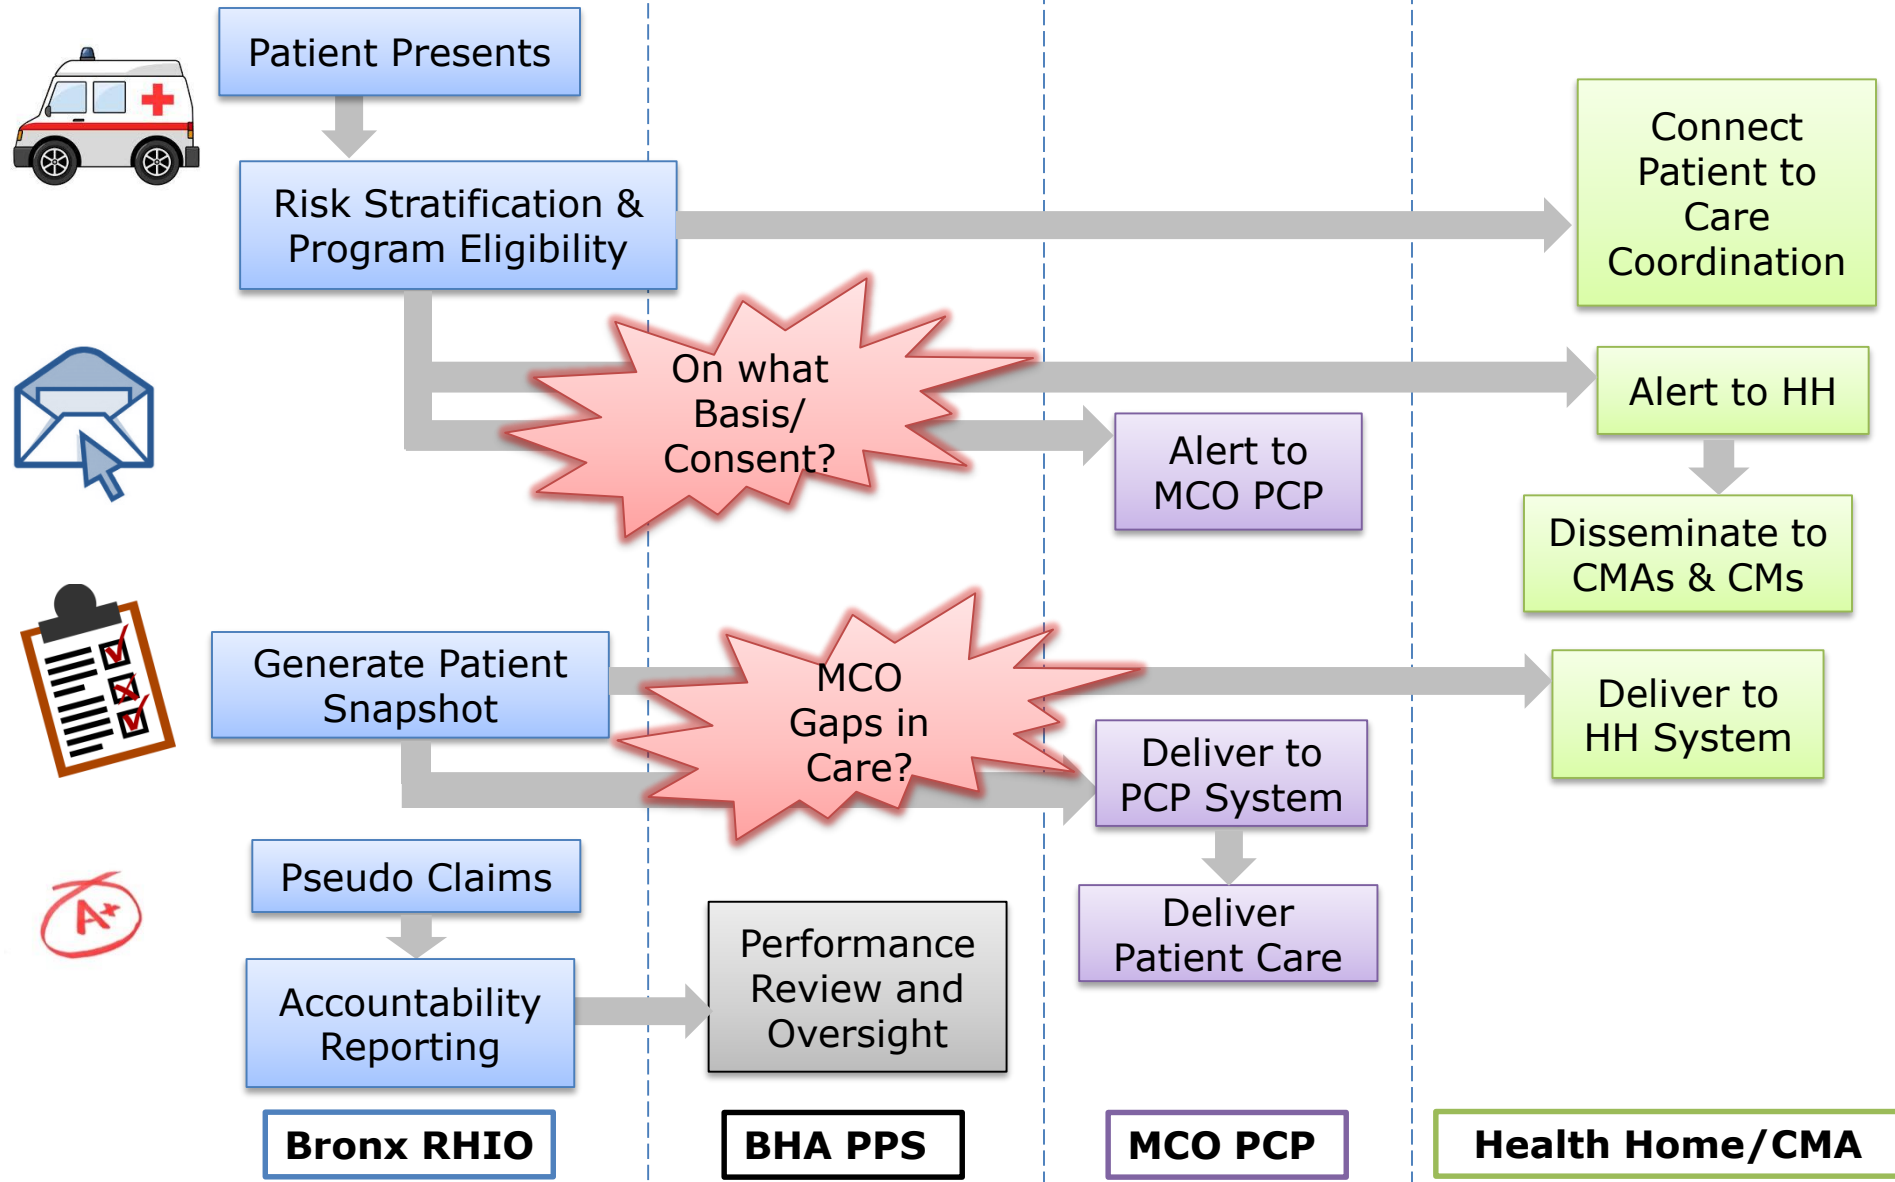 Patient Presents
Risk Stratification &
Program Eligibility
Connect
Patient to
Care
Coordination
On what
Basis/
Consent?
Alert to HH
Alert to
MCO PCP
Disseminate to
CMAs & CMs
Generate Patient
Snapshot
MCO
Gaps in
Care?
Deliver to
HH System
Deliver to
PCP System
Pseudo Claims
A+
Deliver
Patient Care
Performance
Review and
Oversight
Accountability
Reporting
Bronx RHIO
BHA PPS
MCO PCP
Health Home/CMA